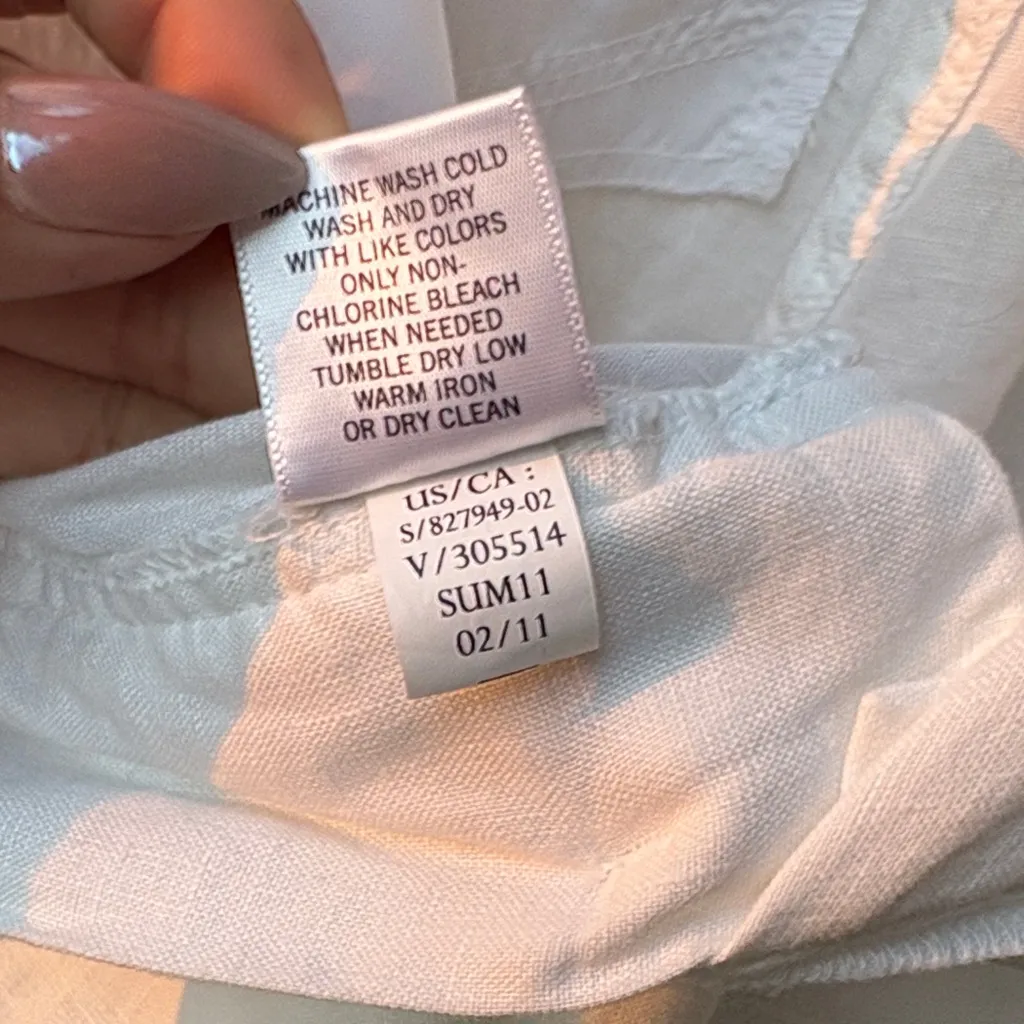 MACHINE WASH COLD
WASH AND DRY
WITH LIKE COLORS
ONLY NON-
CHLORINE BLEACH
WHEN NEEDED
TUMBLE DRY LOW
WARM IRON
OR DRY CLEAN
US/CA :
S/827949-02
V/305514
SUM11
02/11